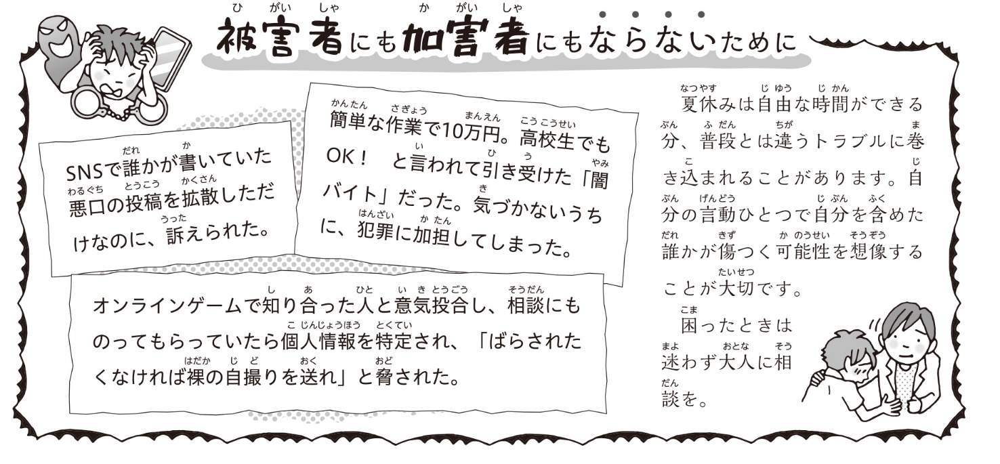 被害者にも加害者にもならないために
SNSで誰かが書いていた
悪口の投稿を拡散しただ
けなのに、訴えられた。
簡単な作業で10万円。高校生でも
OK！　と言われて引き受けた「闇
バイト」だった。気づかないうち
に、犯罪に加担してしまった。
オンラインゲームで知り合った人と意気投合し、相談にも
のってもらっていたら個人情報を特定され、「ばらされた
くなければ裸の自撮りを送れ」と脅された。
夏休みは自由な時間ができる
分、普段とは違うトラブルに巻
き込まれることがあります。自
分の言動ひとつで自分を含めた
誰かが傷つく可能性を想像する
ことが大切です。
困ったときは
迷わず大人に相
談を。